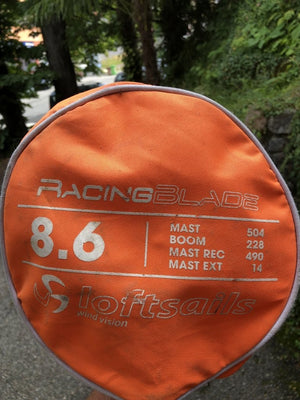 RACINGBLADE
8.6
MAST 504
BOOM 228
MAST REC 490
MAST EXT 14
loftsails
wind vision